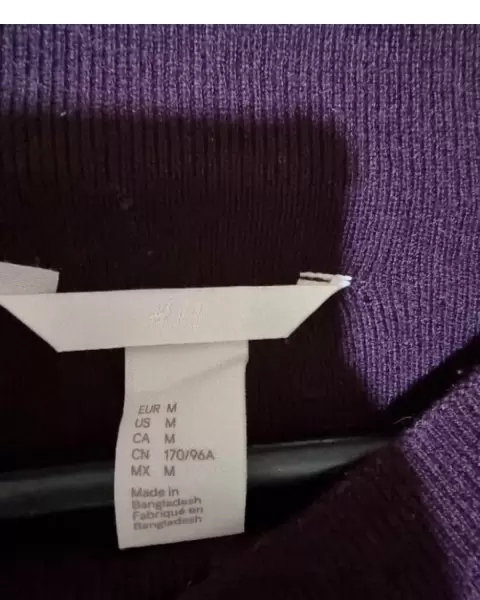 H&M
EUR M
US M
CA M
CN 170/96A
MX M
Made in
Bangladesh
Fabriqué en
Bangladesh